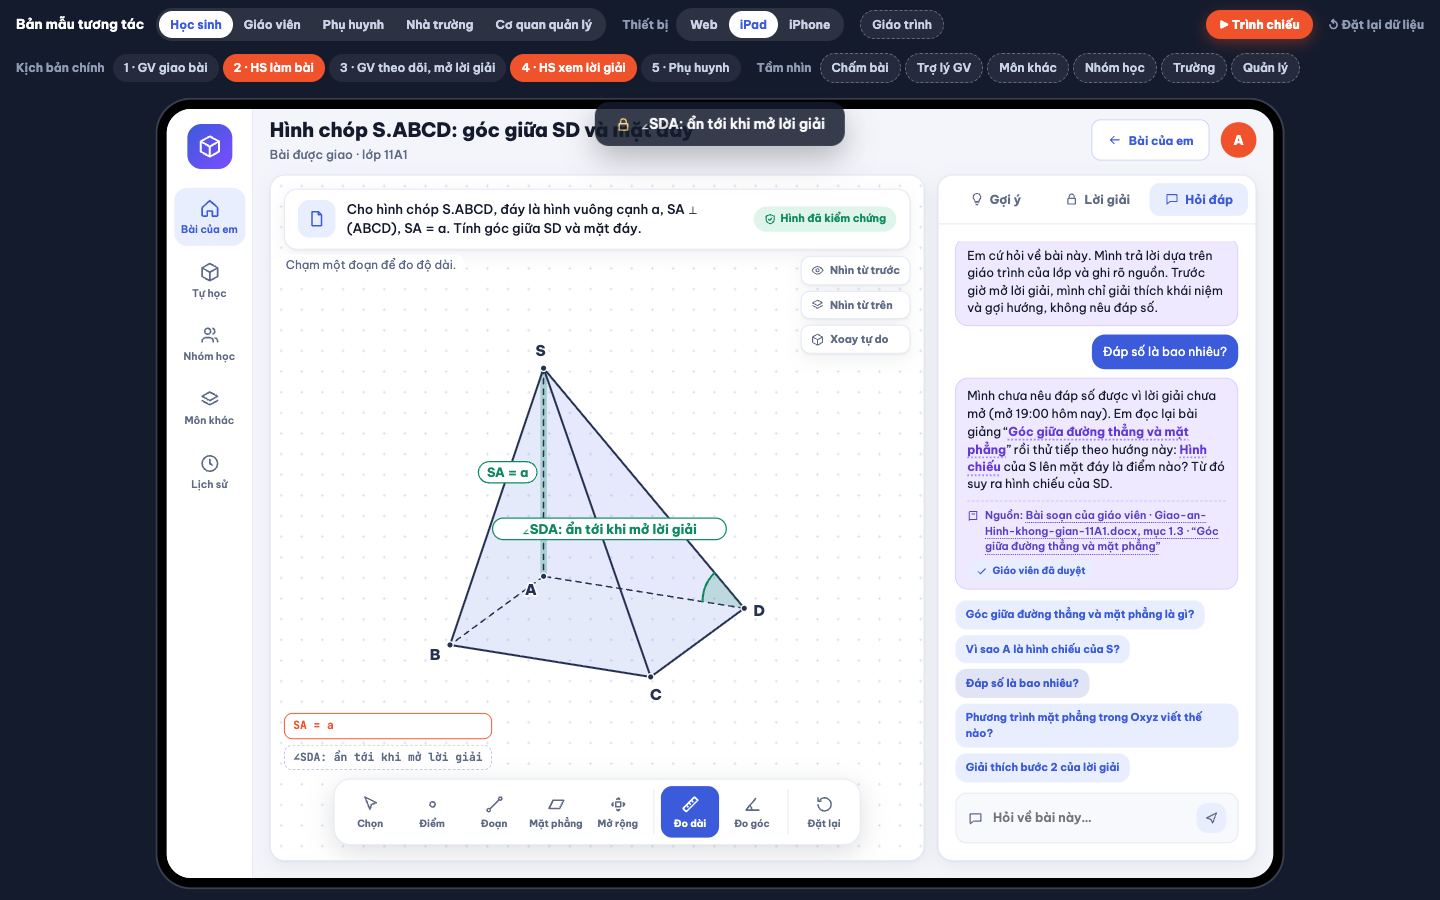 Bản mẫu tương tác
Học sinh
Giáo viên
Phụ huynh
Nhà trường
Cơ quan quản lý
Thiết bị
Web
iPad
iPhone
Giáo trình
Trình chiếu
Đặt lại dữ liệu
Kịch bản chính
1 · GV giao bài
2 · HS làm bài
3 · GV theo dõi, mở lời giải
4 · HS xem lời giải
5 · Phụ huynh
Tầm nhìn
Chấm bài
Trợ lý GV
Môn khác
Nhóm học
Trường
Quản lý
Hình chóp S.ABCD: góc giữa SD và mặt đáy
∠SDA: ẩn tới khi mở lời giải
Bài được giao · lớp 11A1
Bài của em
A
Bài của em
Tự học
Nhóm học
Môn khác
Lịch sử
Cho hình chóp S.ABCD, đáy là hình vuông cạnh a, SA ⊥
(ABCD), SA = a. Tính góc giữa SD và mặt đáy.
Hình đã kiểm chứng
Chạm một đoạn để đo độ dài.
Nhìn từ trước
Nhìn từ trên
Xoay tự do
S
SA = a
∠SDA: ẩn tới khi mở lời giải
A
D
B
C
SA = a
∠SDA: ẩn tới khi mở lời giải
Chọn
Điểm
Đoạn
Mặt phẳng
Mở rộng
Đo dài
Đo góc
Đặt lại
Gợi ý
Lời giải
Hỏi đáp
Em cứ hỏi về bài này. Mình trả lời dựa trên
giáo trình của lớp và ghi rõ nguồn. Trước
giờ mở lời giải, mình chỉ giải thích khái niệm
và gợi hướng, không nêu đáp số.
Đáp số là bao nhiêu?
Mình chưa nêu đáp số được vì lời giải chưa
mở (mở 19:00 hôm nay). Em đọc lại bài
giảng “Góc giữa đường thẳng và mặt
phẳng” rồi thử tiếp theo hướng này: Hình
chiếu của S lên mặt đáy là điểm nào? Từ đó
suy ra hình chiếu của SD.
Nguồn: Bài soạn của giáo viên · Giao-an-
Hinh-khong-gian-11A1.docx, mục 1.3 · “Góc
giữa đường thẳng và mặt phẳng”
Giáo viên đã duyệt
Góc giữa đường thẳng và mặt phẳng là gì?
Vì sao A là hình chiếu của S?
Đáp số là bao nhiêu?
Phương trình mặt phẳng trong Oxyz viết thế
nào?
Giải thích bước 2 của lời giải
Hỏi về bài này...